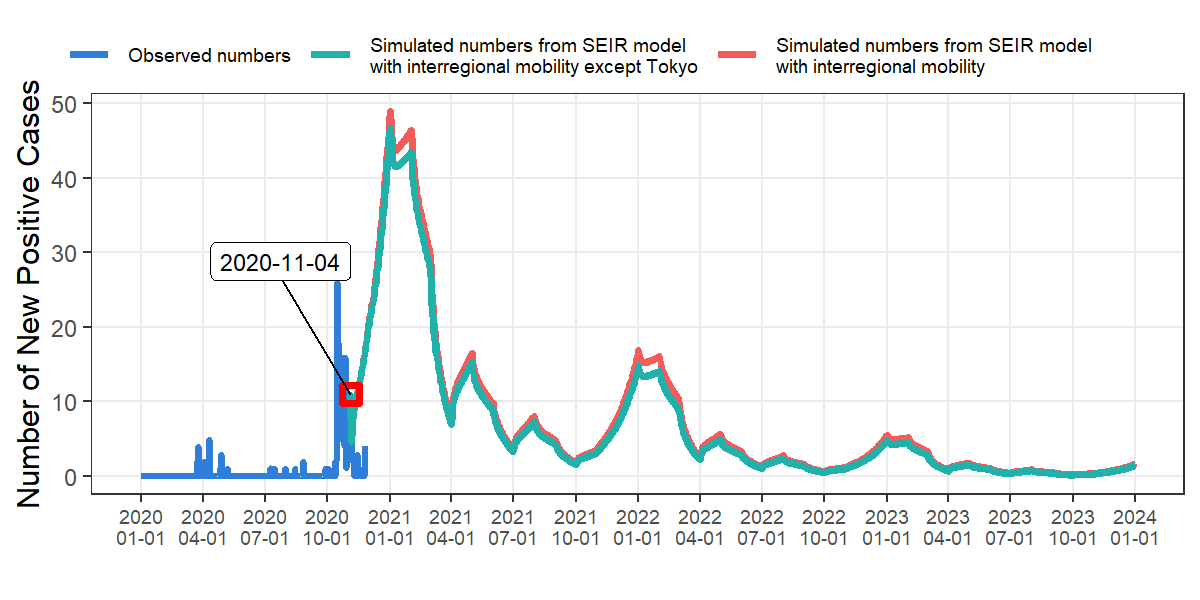 Observed numbers
Simulated numbers from SEIR model
with interregional mobility except Tokyo
Simulated numbers from SEIR model
with interregional mobility
Number of New Positive Cases
50
40
30
20
10
0
2020-11-04
2020 2020 2020 2020 2021 2021 2021 2021 2022 2022 2022 2022 2023 2023 2023 2023 2024
01-01 04-01 07-01 10-01 01-01 04-01 07-01 10-01 01-01 04-01 07-01 10-01 01-01 04-01 07-01 10-01 01-01